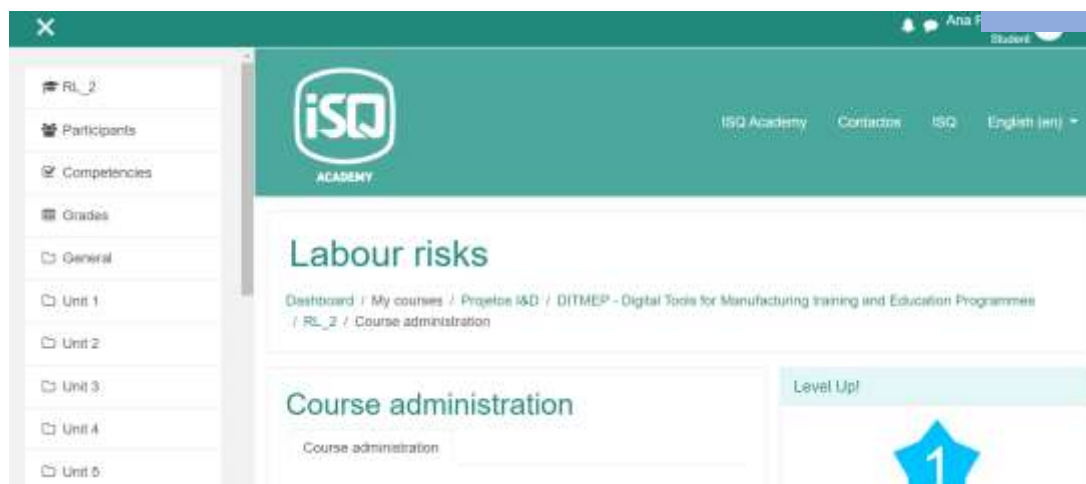 Ana
Student
RL_2
Participants
Competencies
Grades
General
Unit 1
Unit 2
Unit 3
Unit 4
Unit 5
iSQ
ACADEMY
ISQ Academy Contactos ISQ English (en)
Labour risks
Dashboard / My courses / Projetos I&D / DITMEP - Digital Tools for Manufacturing training and Education Programmes
/ RL_2 / Course administration
Course administration
Course administration
Level Up!
1